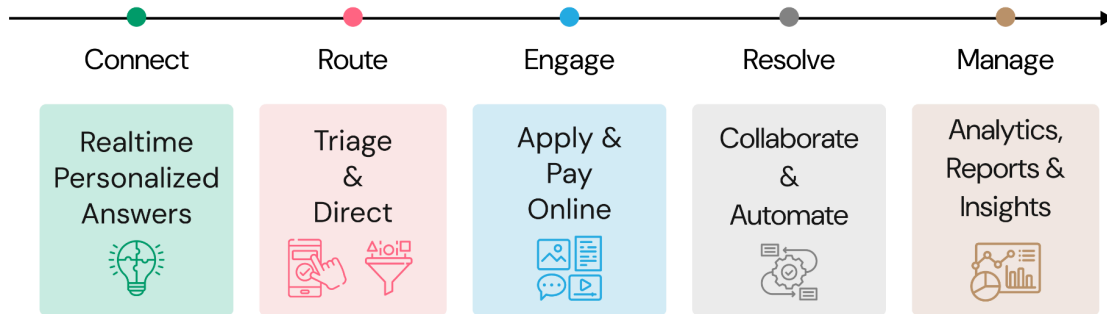 Connect
Route
Engage
Resolve
Manage
Realtime
Personalized
Answers
Triage
&
Direct
Apply &
Pay
Online
Collaborate
&
Automate
Analytics,
Reports &
Insights